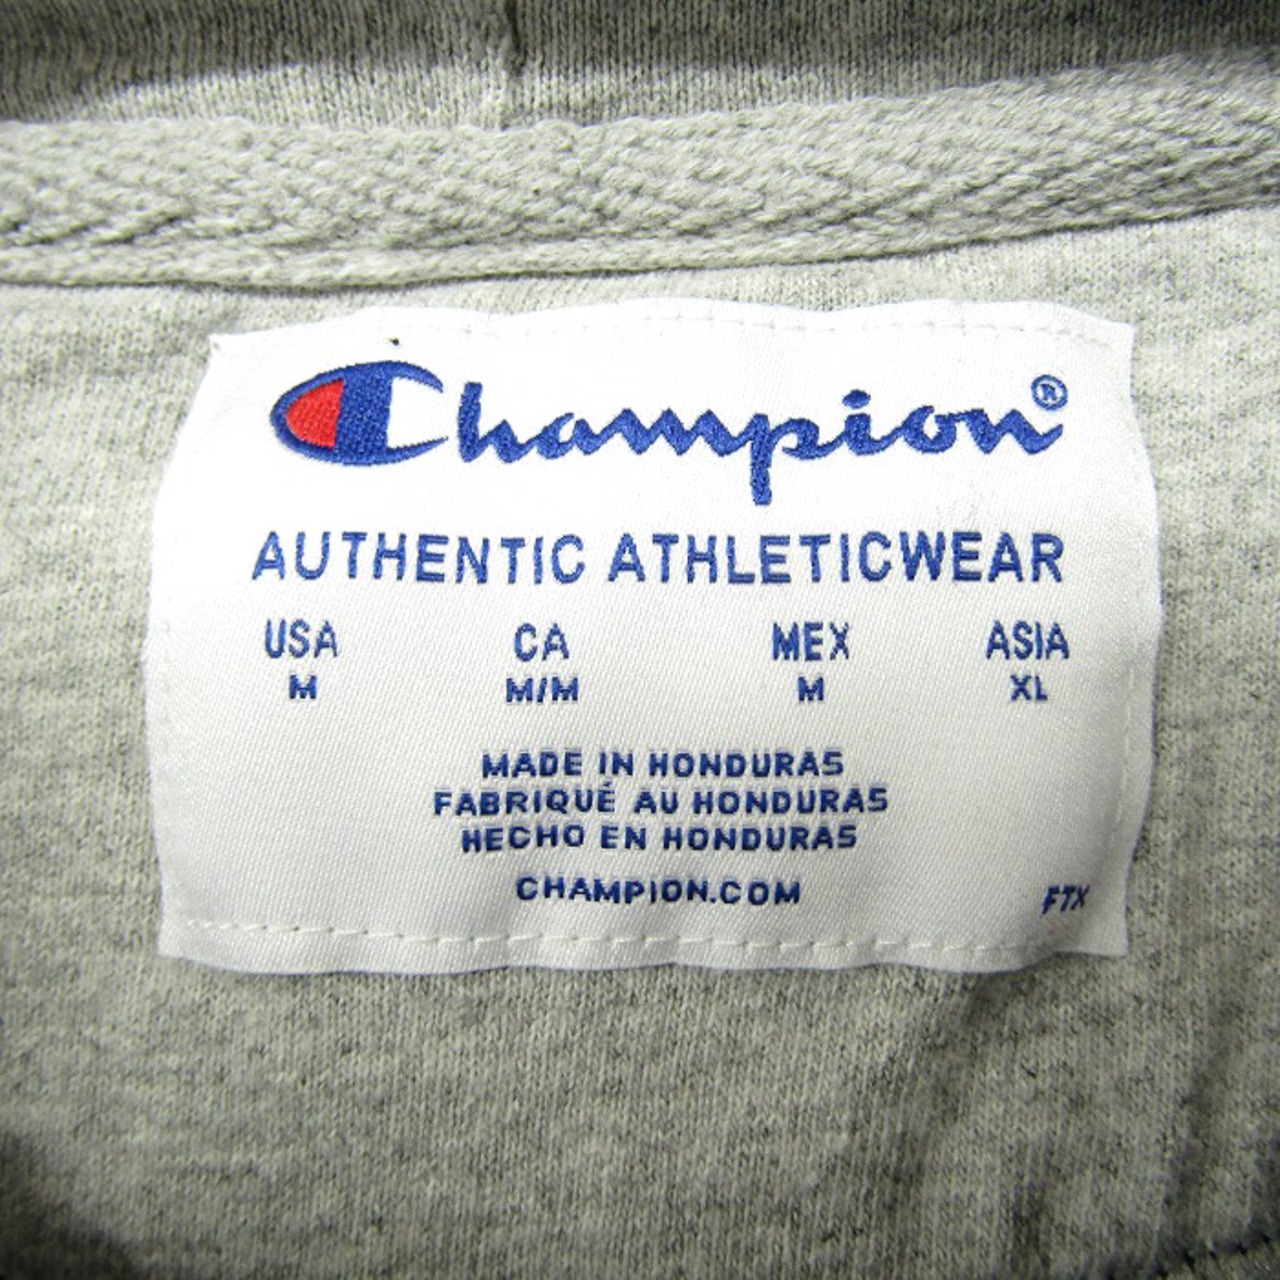 Champion®
AUTHENTIC ATHLETICWEAR
USA CA MEX ASIA
M M/M M XL
MADE IN HONDURAS
FABRIQUÉ AU HONDURAS
HECHO EN HONDURAS
CHAMPION.COM
FTX